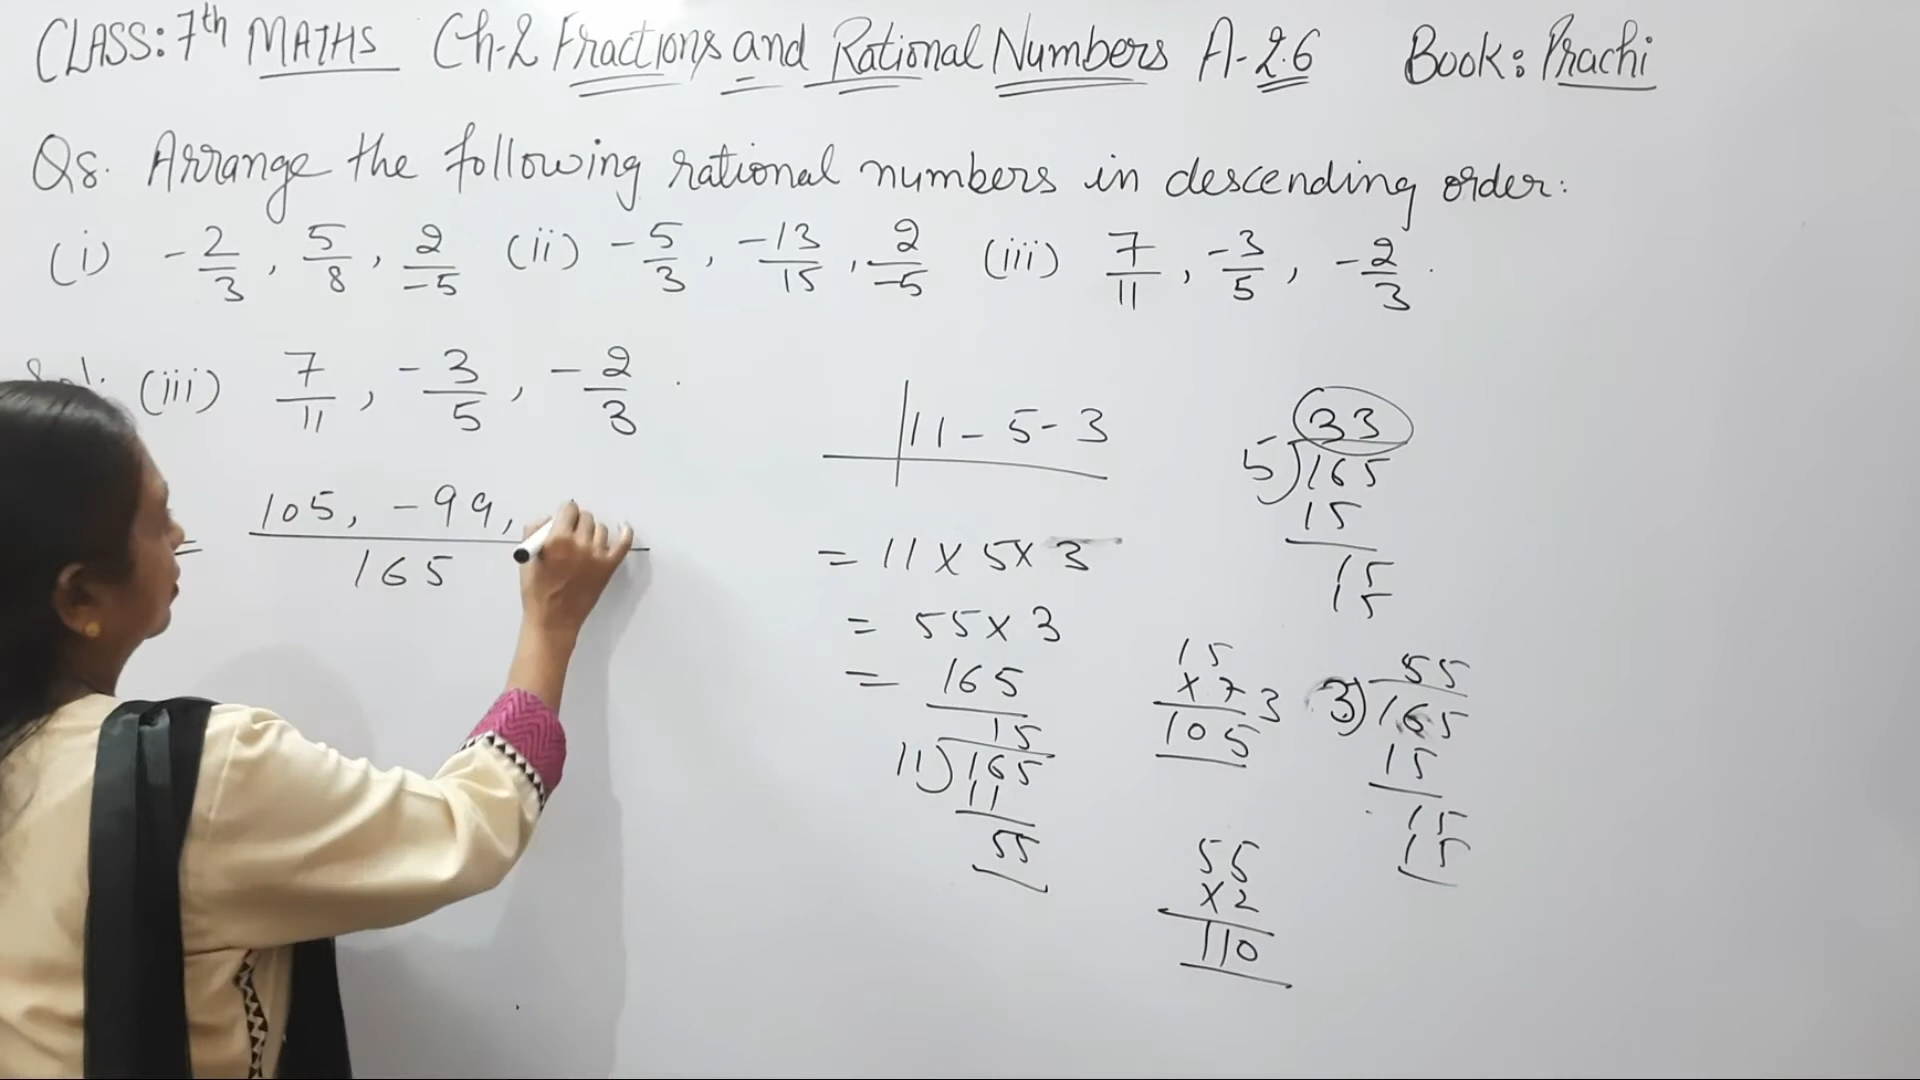 CLASS: 7th MATHS Ch-2 Fractions and Rational Numbers A-2.6 Book: Prachi
Q8. Arrange the following rational numbers in descending order:
(i) -2/3, 5/8, 2/-5 (ii) -5/3, -13/15, 2/-5 (iii) 7/11, -3/5, -2/3.
(iii) 7/11, -3/5, -2/3.
= 105, -99,
165
11 - 5 - 3
= 11 x 5 x 3
= 55 x 3
= 165
15
11)165
11
55
33
5)165
15
15
15
15
x 7 3
105
55
3)165
15
15
15
55
x 2
110